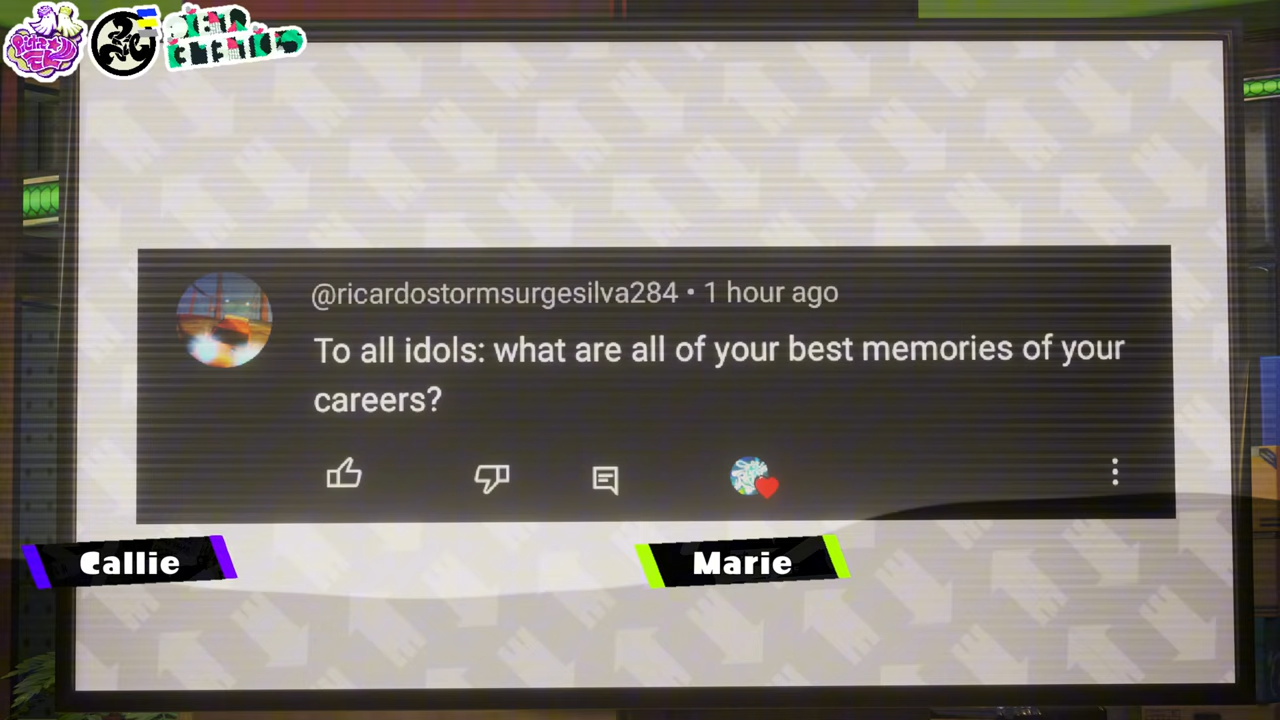 @ricardostormsurgesilva284 • 1 hour ago
To all idols: what are all of your best memories of your
careers?
Callie
Marie